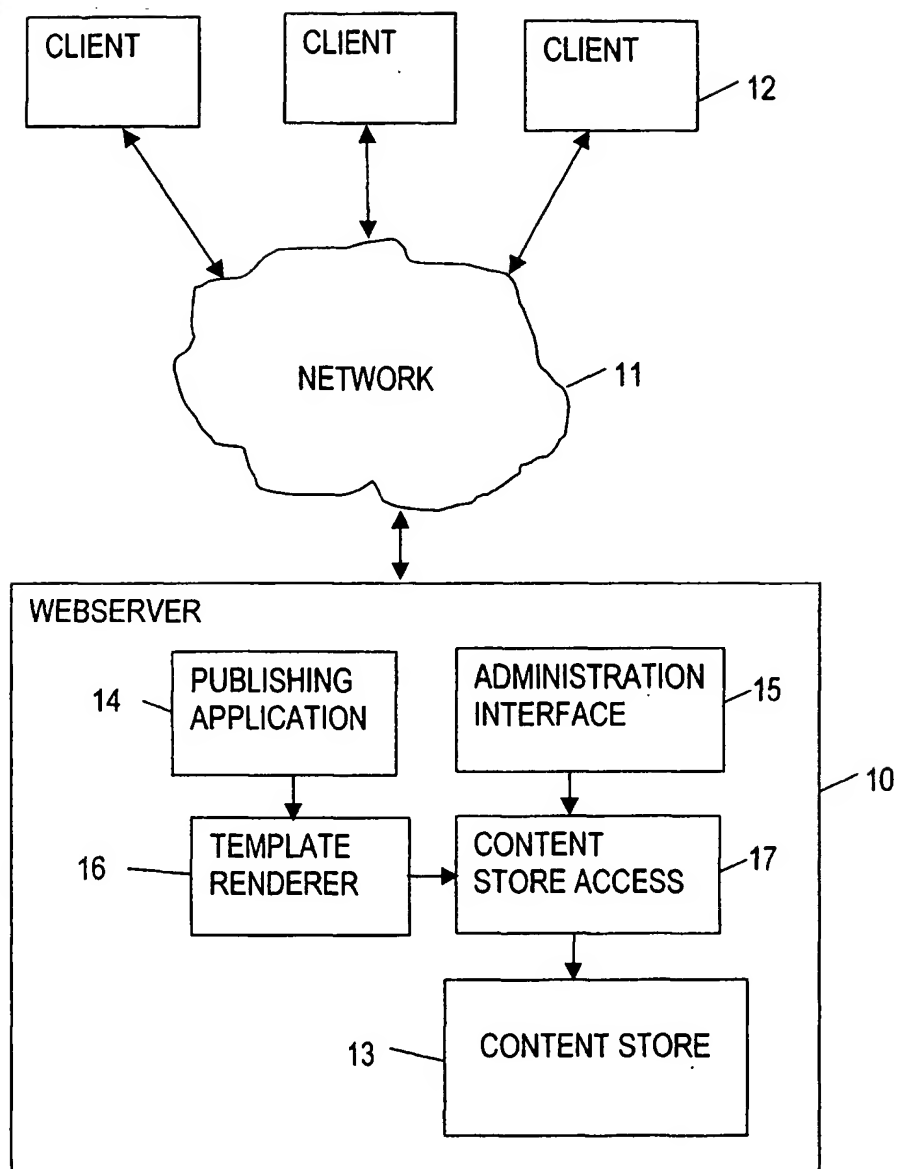 CLIENT
CLIENT
CLIENT
12
NETWORK
11
WEBSERVER
14
PUBLISHING
APPLICATION
ADMINISTRATION
INTERFACE
15
10
16
TEMPLATE
RENDERER
CONTENT
STORE ACCESS
17
13
CONTENT STORE